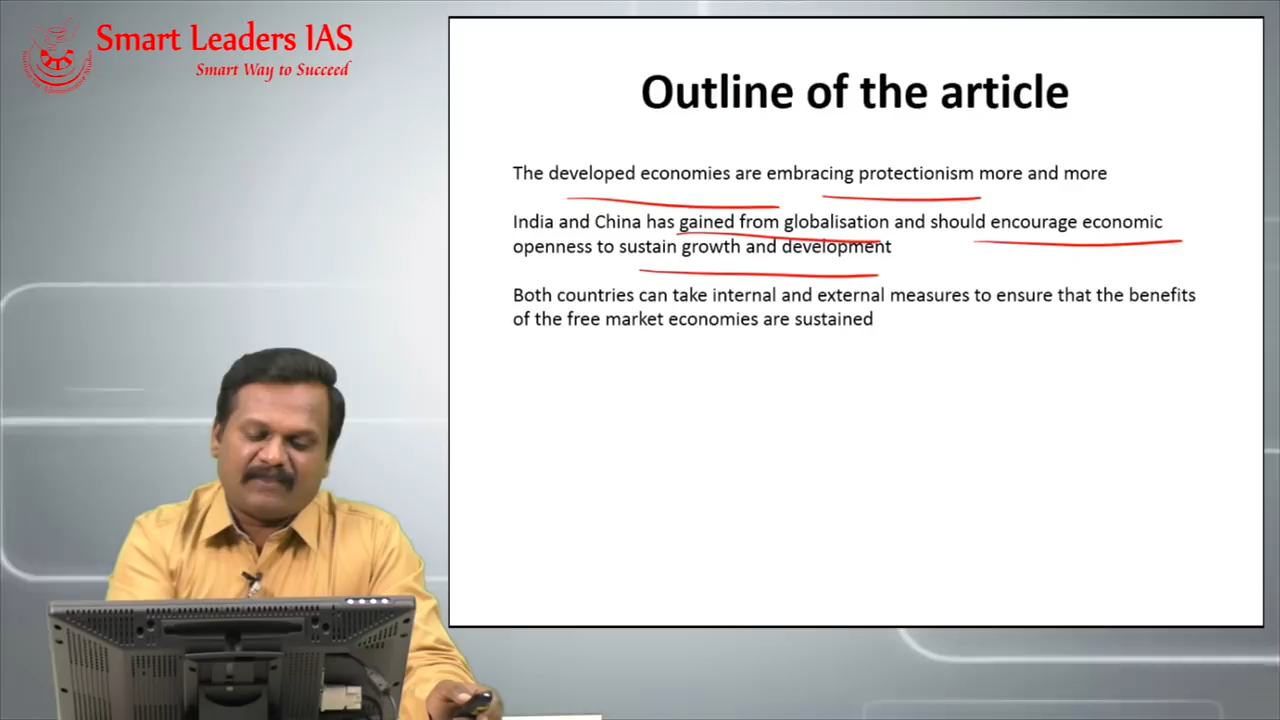 Smart Leaders IAS
Smart Way to Succeed
Outline of the article
The developed economies are embracing protectionism more and more
India and China has gained from globalisation and should encourage economic
openness to sustain growth and development
Both countries can take internal and external measures to ensure that the benefits
of the free market economies are sustained